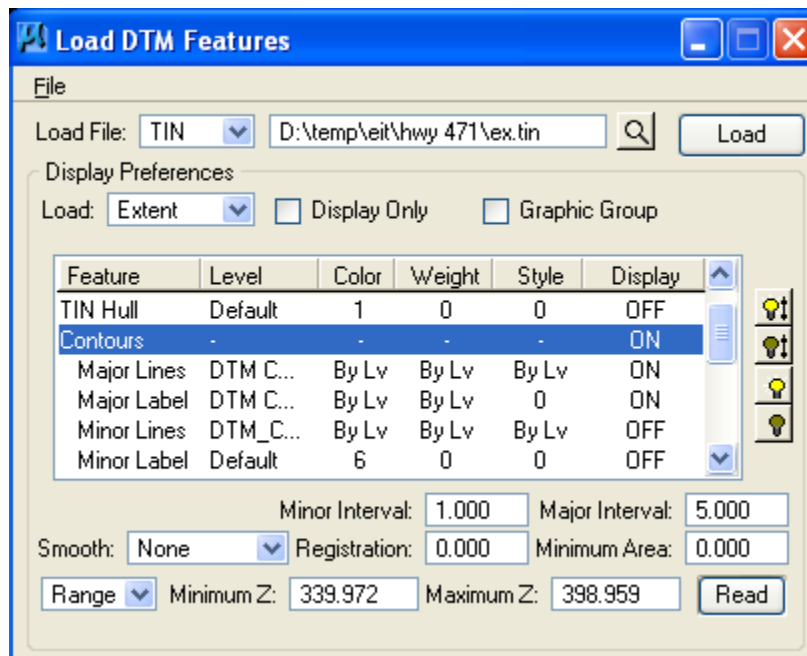 Load DTM Features
File
Load File: TIN D:\temp\eit\hwy 471\ex.tin Load
Display Preferences
Load: Extent Display Only Graphic Group
Feature Level Color Weight Style Display
TIN Hull Default 1 0 0 OFF
Contours - - - - ON
Major Lines DTM C... By Lv By Lv By Lv ON
Major Label DTM C... By Lv By Lv 0 ON
Minor Lines DTM_C... By Lv By Lv By Lv OFF
Minor Label Default 6 0 0 OFF
Minor Interval: 1.000 Major Interval: 5.000
Smooth: None Registration: 0.000 Minimum Area: 0.000
Range Minimum Z: 339.972 Maximum Z: 398.959 Read